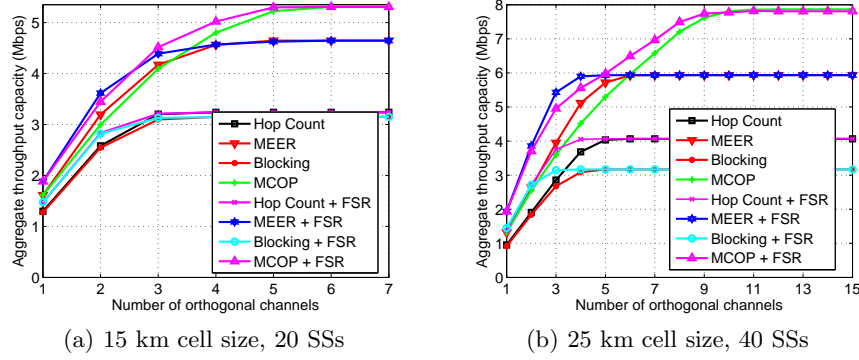 Aggregate throughput capacity (Mbps)
5
4
3
2
1
0
1 2 3 4 5 6 7
Number of orthogonal channels
Hop Count
MEER
Blocking
MCOP
Hop Count + FSR
MEER + FSR
Blocking + FSR
MCOP + FSR
(a) 15 km cell size, 20 SSs
Aggregate throughput capacity (Mbps)
8
7
6
5
4
3
2
1
0
1 3 5 7 9 11 13 15
Number of orthogonal channels
Hop Count
MEER
Blocking
MCOP
Hop Count + FSR
MEER + FSR
Blocking + FSR
MCOP + FSR
(b) 25 km cell size, 40 SSs